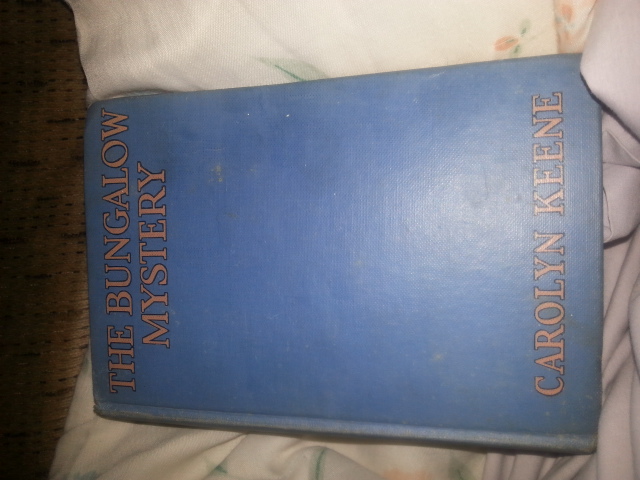 THE BUNGALOW
MYSTERY
CAROLYN KEENE